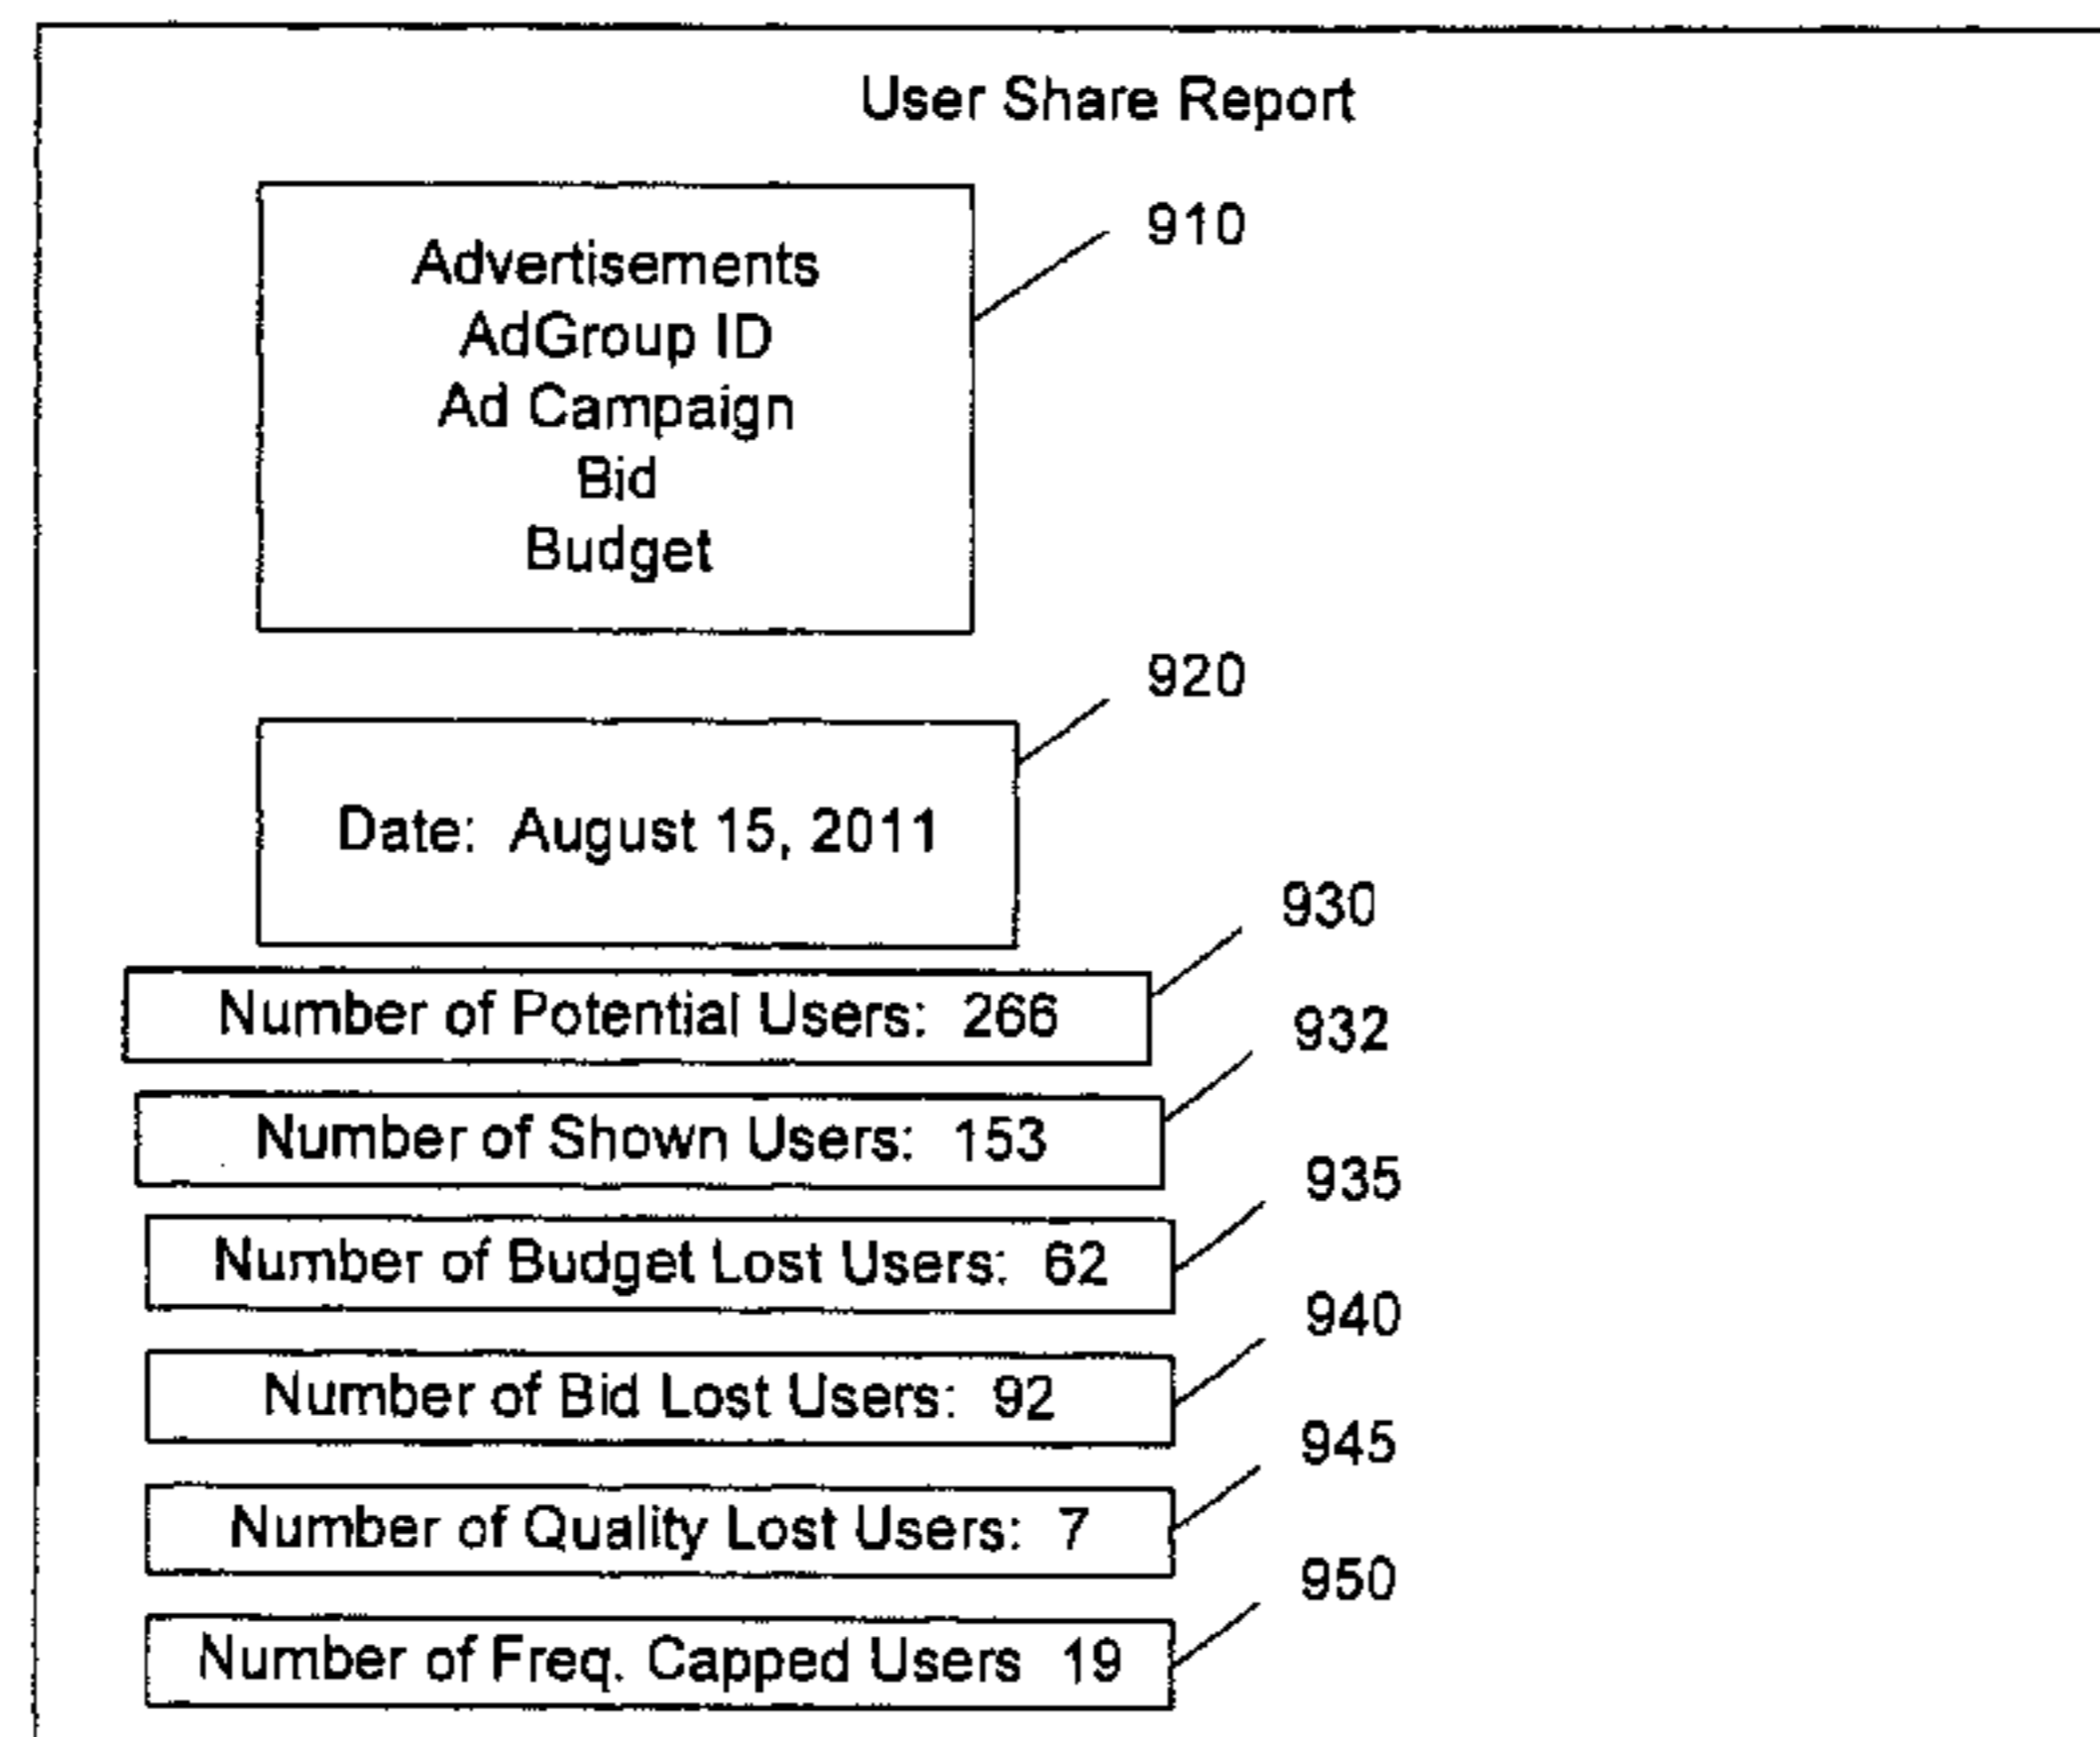 User Share Report
Advertisements
AdGroup ID
Ad Campaign
Bid
Budget
910
Date: August 15, 2011
920
Number of Potential Users: 266
930
Number of Shown Users: 153
932
Number of Budget Lost Users: 62
935
Number of Bid Lost Users: 92
940
Number of Quality Lost Users: 7
945
Number of Freq. Capped Users 19
950